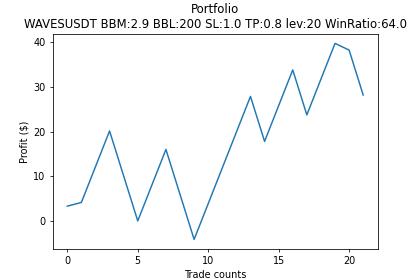 Portfolio
WAVESUSDT BBM:2.9 BBL:200 SL:1.0 TP:0.8 lev:20 WinRatio:64.0
40
30
20
10
0
Profit ($)
0 5 10 15 20
Trade counts